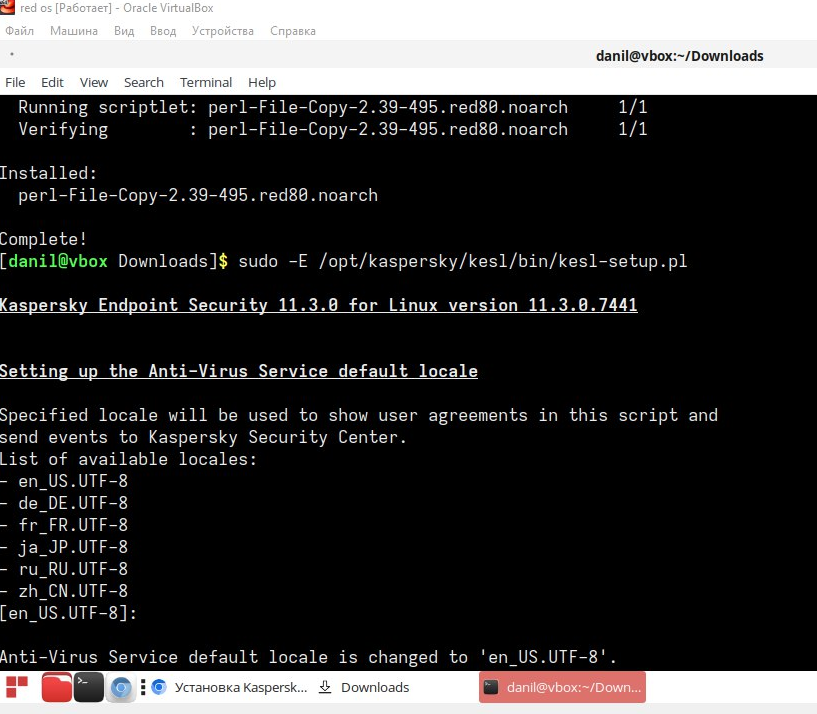 red os [Работает] - Oracle VirtualBox
Файл Машина Вид Ввод Устройства Справка
danil@vbox:~/Downloads
File Edit View Search Terminal Help
Running scriptlet: perl-File-Copy-2.39-495.red80.noarch 1/1
Verifying : perl-File-Copy-2.39-495.red80.noarch 1/1
Installed:
perl-File-Copy-2.39-495.red80.noarch
Complete!
[danil@vbox Downloads]$ sudo -E /opt/kaspersky/kesl/bin/kesl-setup.pl
Kaspersky Endpoint Security 11.3.0 for Linux version 11.3.0.7441
Setting up the Anti-Virus Service default locale
Specified locale will be used to show user agreements in this script and
send events to Kaspersky Security Center.
List of available locales:
- en_US.UTF-8
- de_DE.UTF-8
- fr_FR.UTF-8
- ja_JP.UTF-8
- ru_RU.UTF-8
- zh_CN.UTF-8
[en_US.UTF-8]:
Anti-Virus Service default locale is changed to 'en_US.UTF-8'.
Установка Kaspersk... Downloads danil@vbox:~/Down...